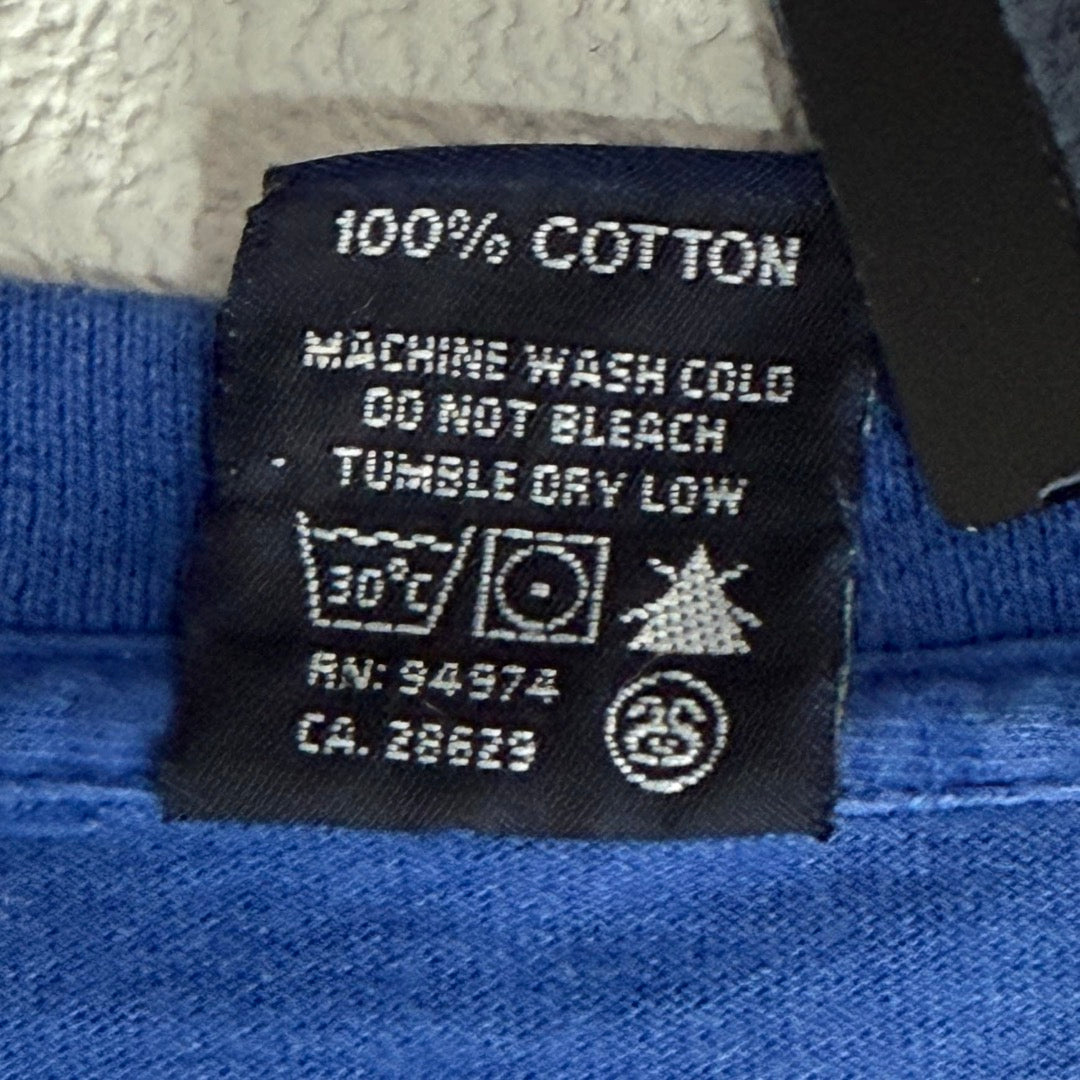 100% COTTON
MACHINE WASH COLD
DO NOT BLEACH
TUMBLE DRY LOW
30°C
RN: 94974
CA. 28629